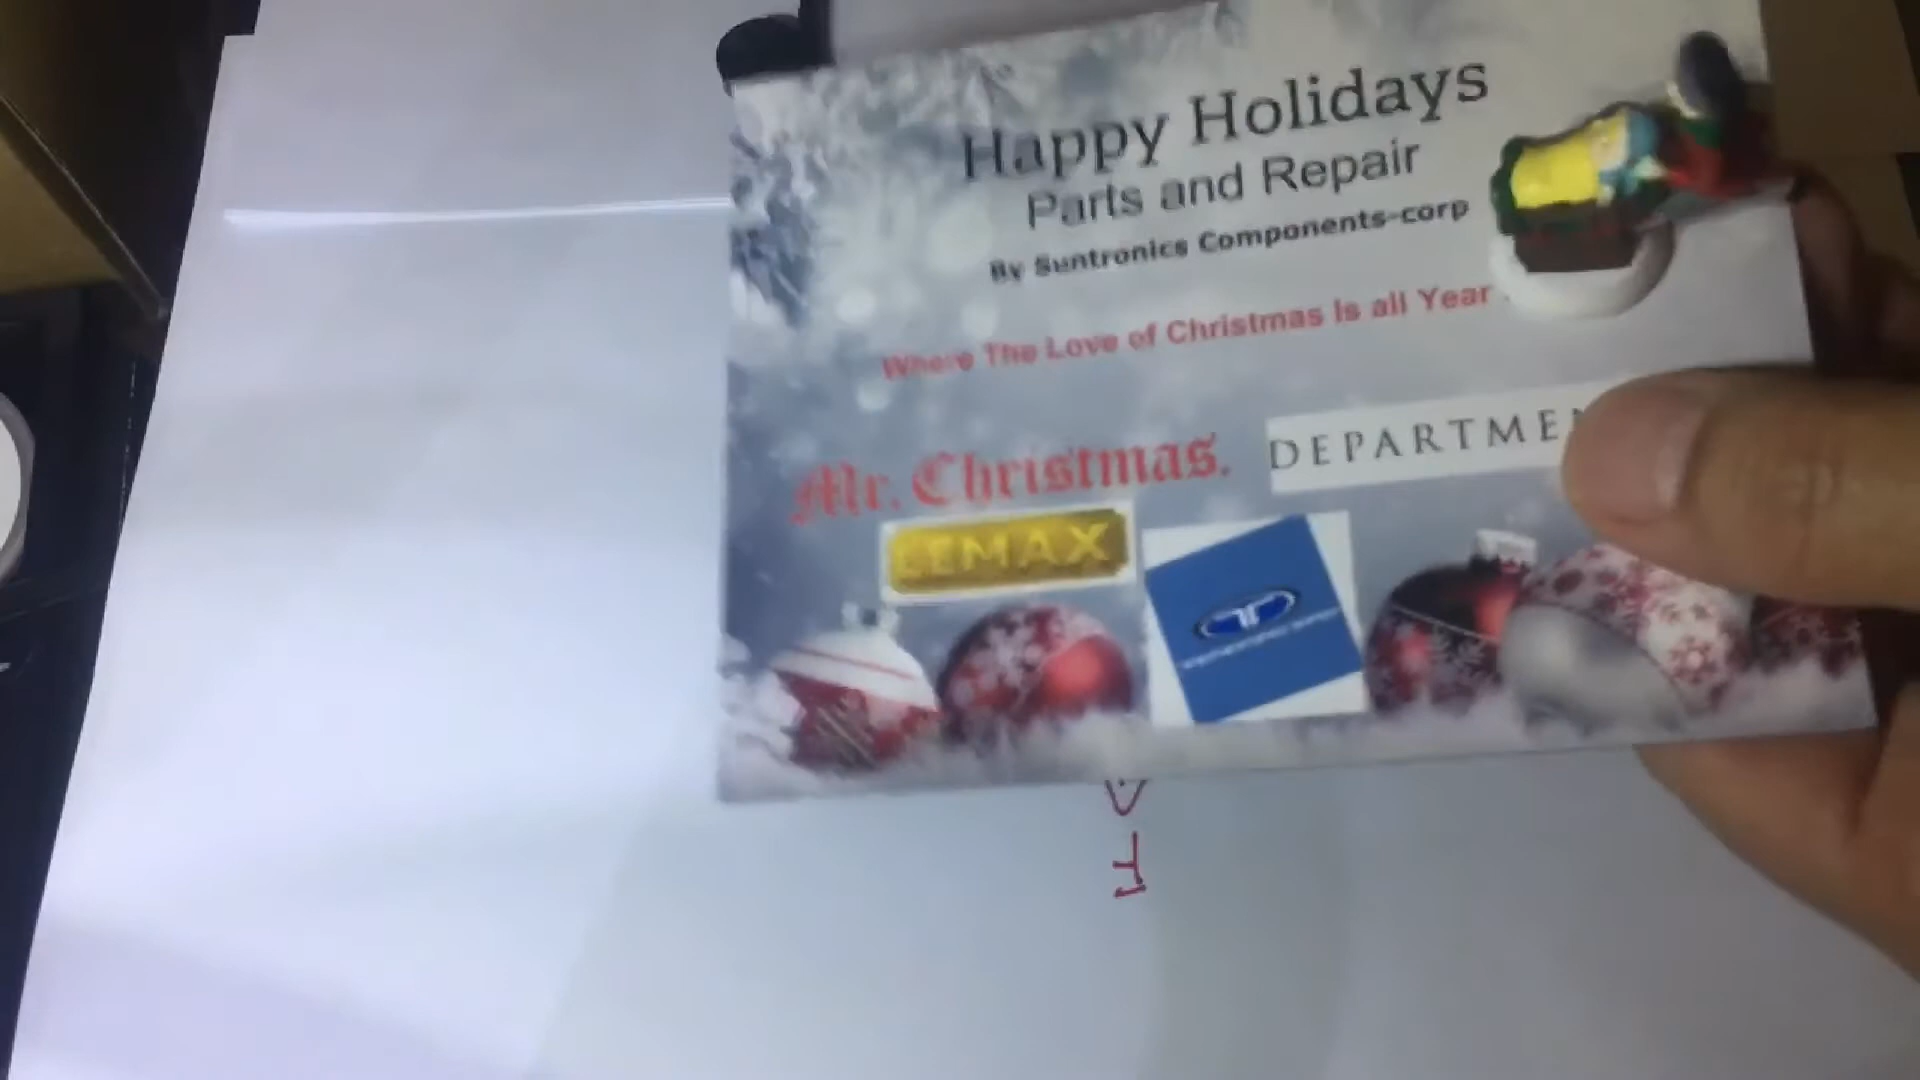 Happy Holidays
Parts and Repair
By Suntronics Components-corp
Where The Love of Christmas Is all Year
Mr. Christmas.
DEPARTME
LEMAX